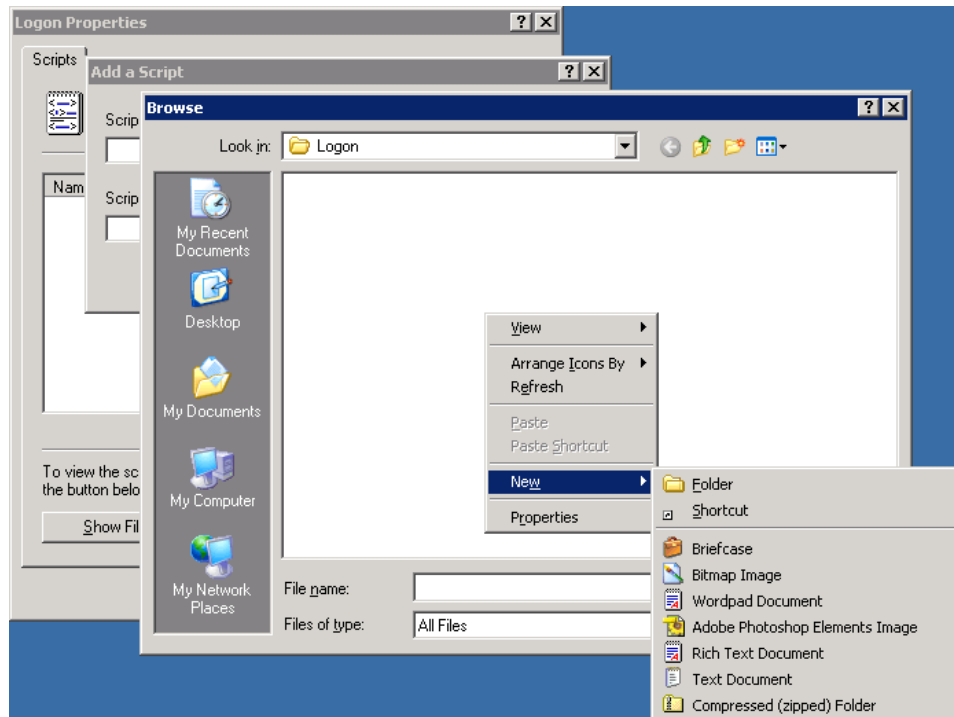 Logon Properties
Scripts
Add a Script
Scrip
Nam
Scrip
To view the sc
the button belo
Show Fil
Browse
Look in:
Logon
My Recent
Documents
Desktop
My Documents
My Computer
My Network
Places
File name:
Files of type:
All Files
View
Arrange Icons By
Refresh
Paste
Paste Shortcut
New
Properties
Folder
Shortcut
Briefcase
Bitmap Image
Wordpad Document
Adobe Photoshop Elements Image
Rich Text Document
Text Document
Compressed (zipped) Folder